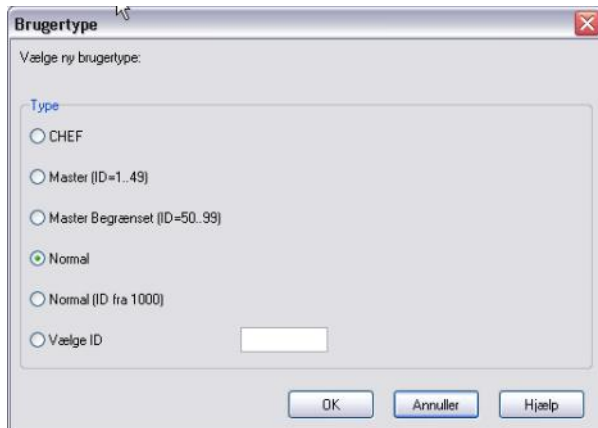 Brugertype
Vælge ny brugertype:
Type
CHEF
Master (ID=1..49)
Master Begrænset (ID=50..99)
Normal
Normal (ID fra 1000)
Vælge ID
OK Annuller Hjælp